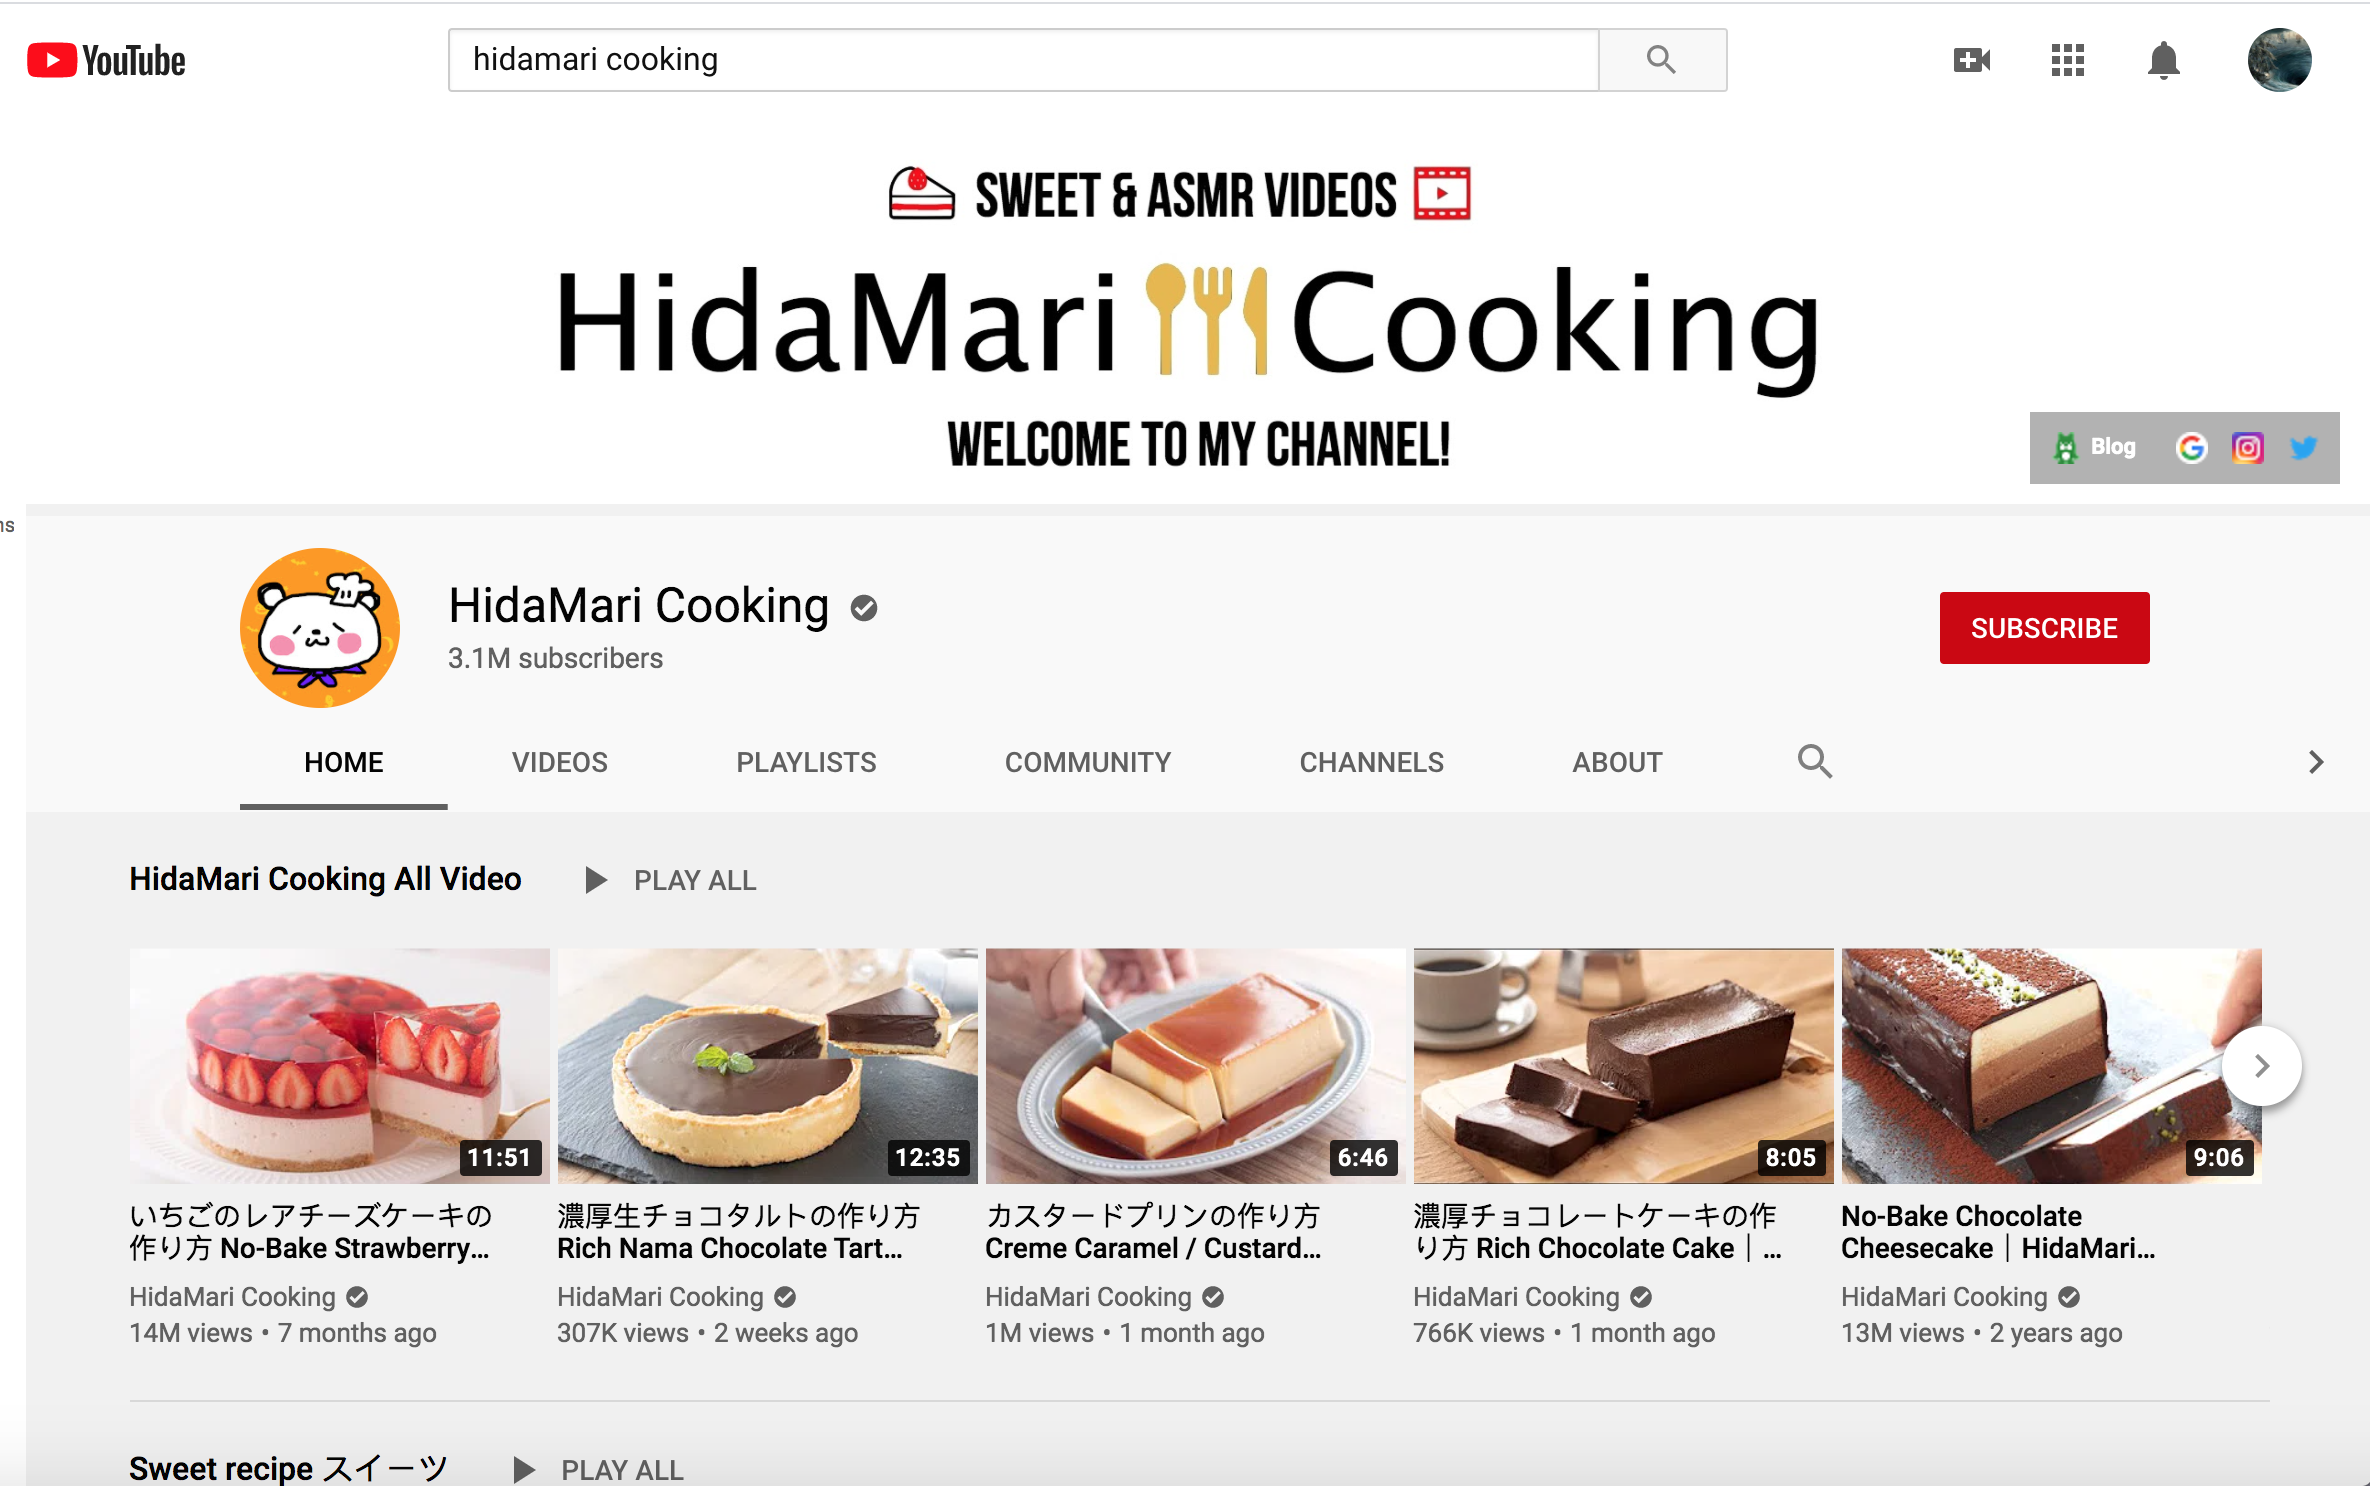 YouTube
hidamari cooking
SWEET & ASMR VIDEOS
HidaMari Cooking
WELCOME TO MY CHANNEL!
Blog
ns
HidaMari Cooking
3.1M subscribers
SUBSCRIBE
HOME VIDEOS PLAYLISTS COMMUNITY CHANNELS ABOUT
HidaMari Cooking All Video PLAY ALL
11:51
12:35
6:46
8:05
9:06
いちごのレアチーズケーキの
作り方 No-Bake Strawberry...
HidaMari Cooking
14M views • 7 months ago
濃厚生チョコタルトの作り方
Rich Nama Chocolate Tart...
HidaMari Cooking
307K views • 2 weeks ago
カスタードプリンの作り方
Creme Caramel / Custard...
HidaMari Cooking
1M views • 1 month ago
濃厚チョコレートケーキの作
り方 Rich Chocolate Cake｜...
HidaMari Cooking
766K views • 1 month ago
No-Bake Chocolate
Cheesecake｜HidaMari...
HidaMari Cooking
13M views • 2 years ago
Sweet recipe スイーツ PLAY ALL